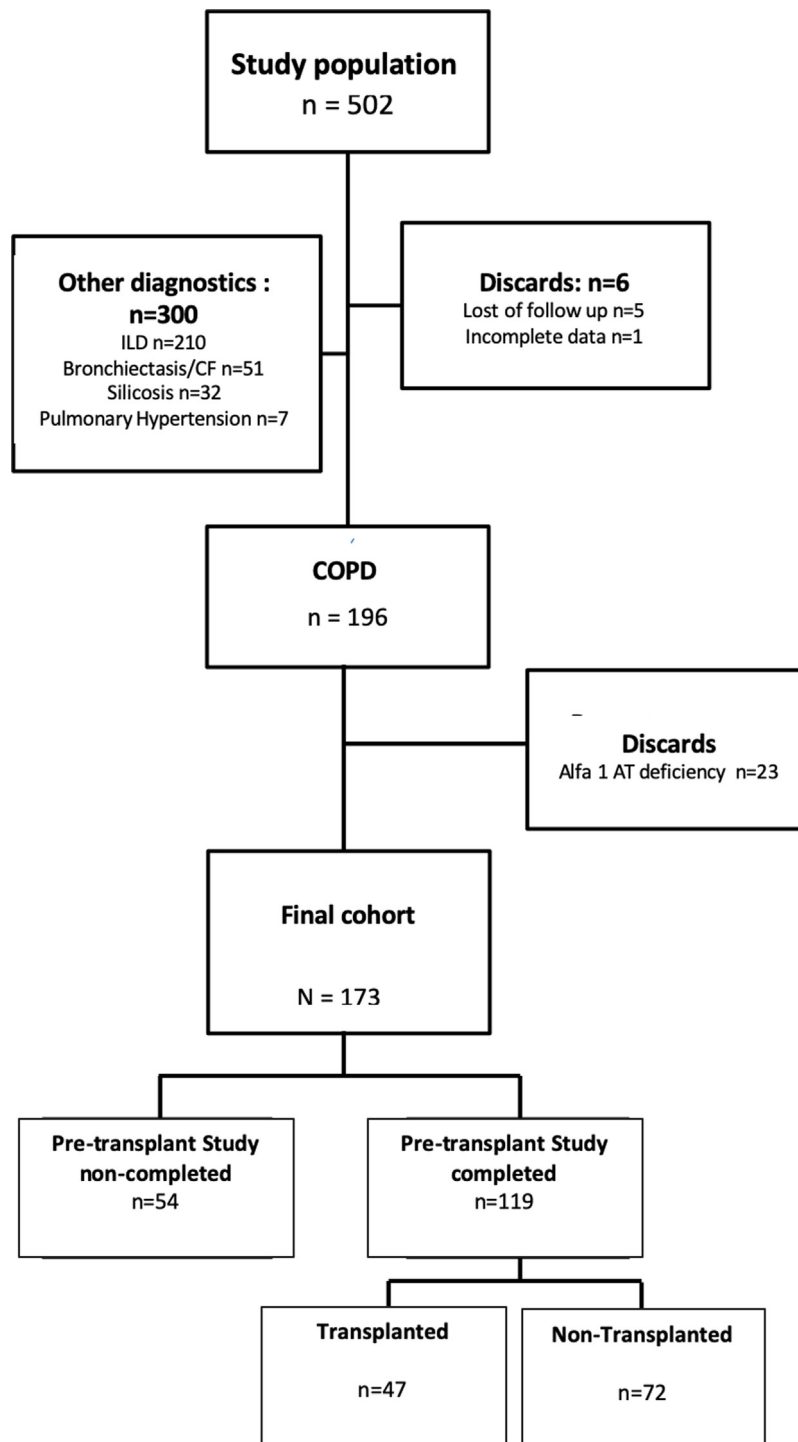 Study population
n = 502
Other diagnostics :
n=300
ILD n=210
Bronchiectasis/CF n=51
Silicosis n=32
Pulmonary Hypertension n=7
Discards: n=6
Lost of follow up n=5
Incomplete data n=1
COPD
n = 196
Discards
Alfa 1 AT deficiency n=23
Final cohort
N = 173
Pre-transplant Study
non-completed
n=54
Pre-transplant Study
completed
n=119
Transplanted
n=47
Non-Transplanted
n=72